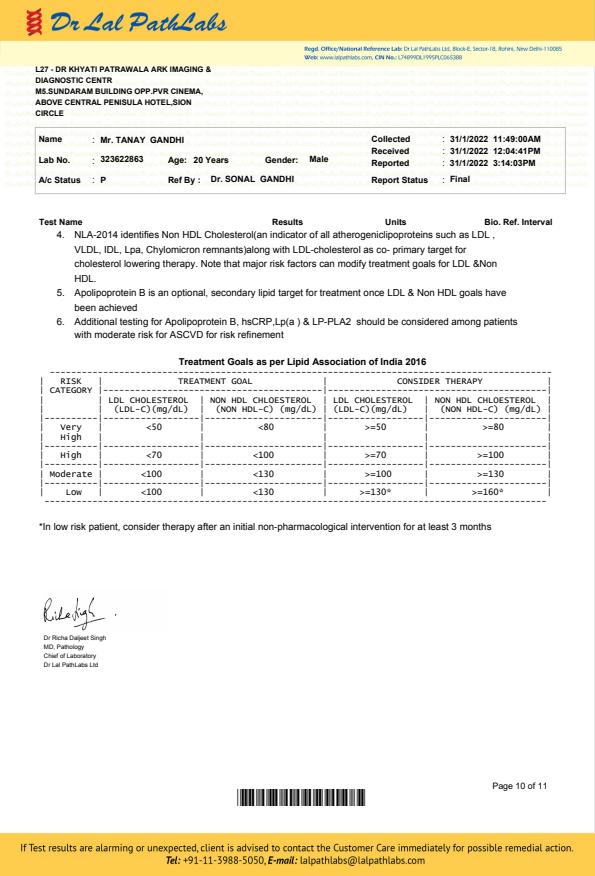 Dr Lal PathLabs
Regd. Office/National Reference Lab: Dr Lal PathLabs Ltd, Block-E, Sector-18, Rohini, New Delhi-110085
Web: www.lalpathlabs.com, CIN No.: L74899DL1995PLC065388
L27 - DR KHYATI PATRAWALA ARK IMAGING &
DIAGNOSTIC CENTR
M5.SUNDARAM BUILDING OPP.PVR CINEMA,
ABOVE CENTRAL PENISULA HOTEL,SION
CIRCLE
Name : Mr. TANAY GANDHI Collected : 31/1/2022 11:49:00AM
Received : 31/1/2022 12:04:41PM
Lab No. : 323622863 Age: 20 Years Gender: Male Reported : 31/1/2022 3:14:03PM
A/c Status : P Ref By : Dr. SONAL GANDHI Report Status : Final
Test Name Results Units Bio. Ref. Interval
4. NLA-2014 identifies Non HDL Cholesterol(an indicator of all atherogeniclipoproteins such as LDL ,
VLDL, IDL, Lpa, Chylomicron remnants)along with LDL-cholesterol as co- primary target for
cholesterol lowering therapy. Note that major risk factors can modify treatment goals for LDL &Non
HDL.
5. Apolipoprotein B is an optional, secondary lipid target for treatment once LDL & Non HDL goals have
been achieved
6. Additional testing for Apolipoprotein B, hsCRP,Lp(a ) & LP-PLA2 should be considered among patients
with moderate risk for ASCVD for risk refinement
Treatment Goals as per Lipid Association of India 2016
RISK TREATMENT GOAL CONSIDER THERAPY
CATEGORY
LDL CHOLESTEROL NON HDL CHLOESTEROL LDL CHOLESTEROL NON HDL CHLOESTEROL
(LDL-C)(mg/dL) (NON HDL-C) (mg/dL) (LDL-C)(mg/dL) (NON HDL-C) (mg/dL)
Very <50 <80 >=50 >=80
High
High <70 <100 >=70 >=100
Moderate <100 <130 >=100 >=130
Low <100 <130 >=130* >=160*
*In low risk patient, consider therapy after an initial non-pharmacological intervention for at least 3 months
Dr Richa Daljeet Singh
MD, Pathology
Chief of Laboratory
Dr Lal PathLabs Ltd
Page 10 of 11
If Test results are alarming or unexpected, client is advised to contact the Customer Care immediately for possible remedial action.
Tel: +91-11-3988-5050, E-mail: lalpathlabs@lalpathlabs.com